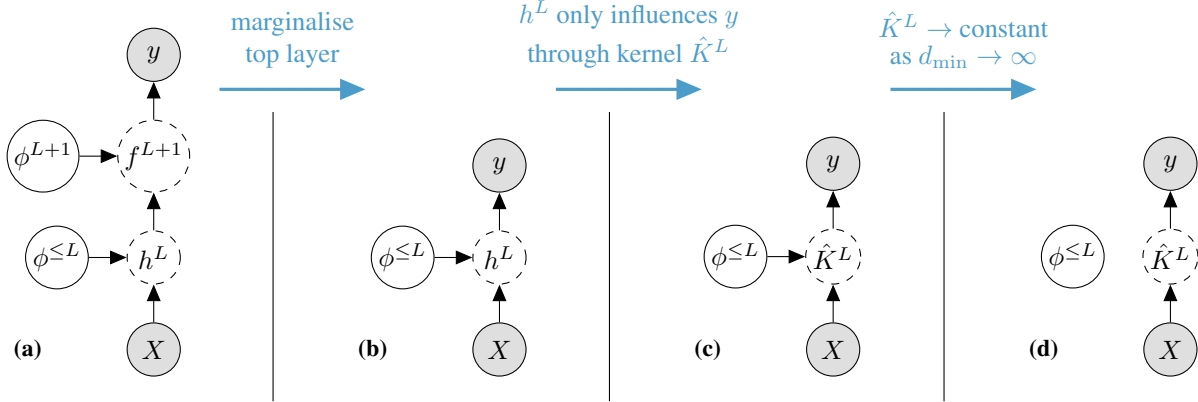 marginalise
top layer
h^L only influences y
through kernel K̂^L
K̂^L → constant
as d_min → ∞
y
ϕ^{L+1} f^{L+1}
ϕ^{≤L} h^L
X
(a)
y
ϕ^{≤L} h^L
X
(b)
y
ϕ^{≤L} K̂^L
X
(c)
y
ϕ^{≤L} K̂^L
X
(d)